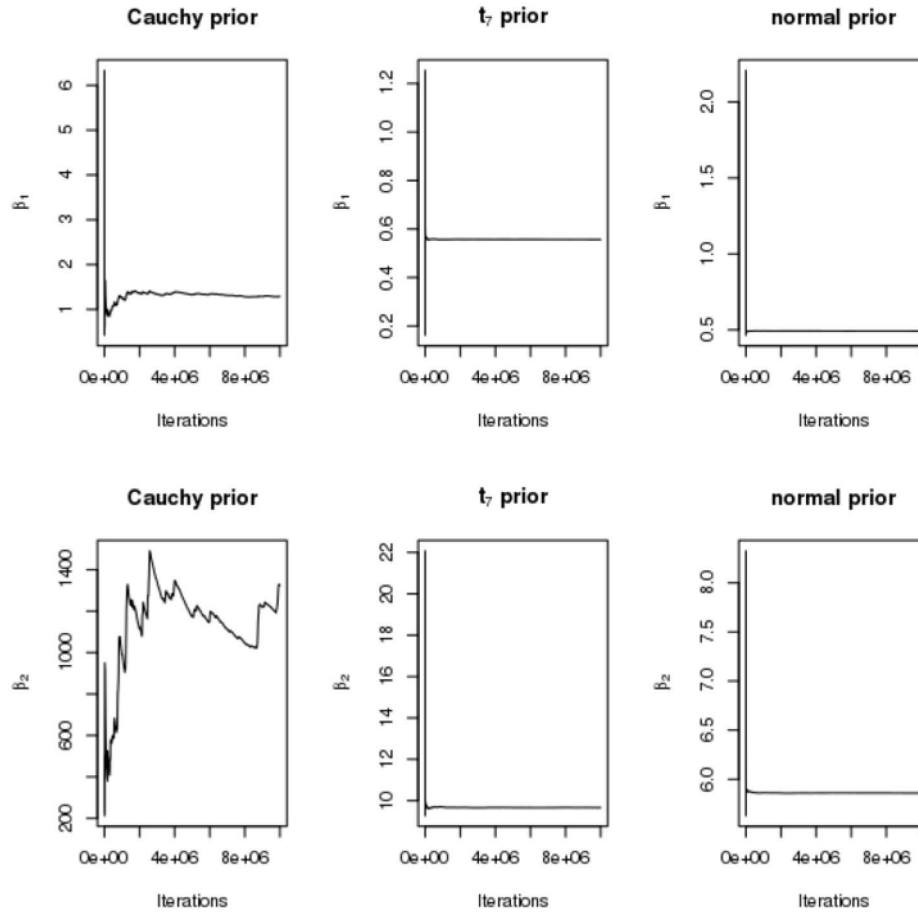 Cauchy prior
t₇ prior
normal prior
β₁
6
5
4
3
2
1
0e+00 4e+06 8e+06
Iterations
β₁
1.2
1.0
0.8
0.6
0.4
0.2
0e+00 4e+06 8e+06
Iterations
β₁
2.0
1.5
1.0
0.5
0e+00 4e+06 8e+06
Iterations
Cauchy prior
t₇ prior
normal prior
β₂
1400
1000
600
200
0e+00 4e+06 8e+06
Iterations
β₂
22
20
18
16
14
12
10
0e+00 4e+06 8e+06
Iterations
β₂
8.0
7.5
7.0
6.5
6.0
0e+00 4e+06 8e+06
Iterations